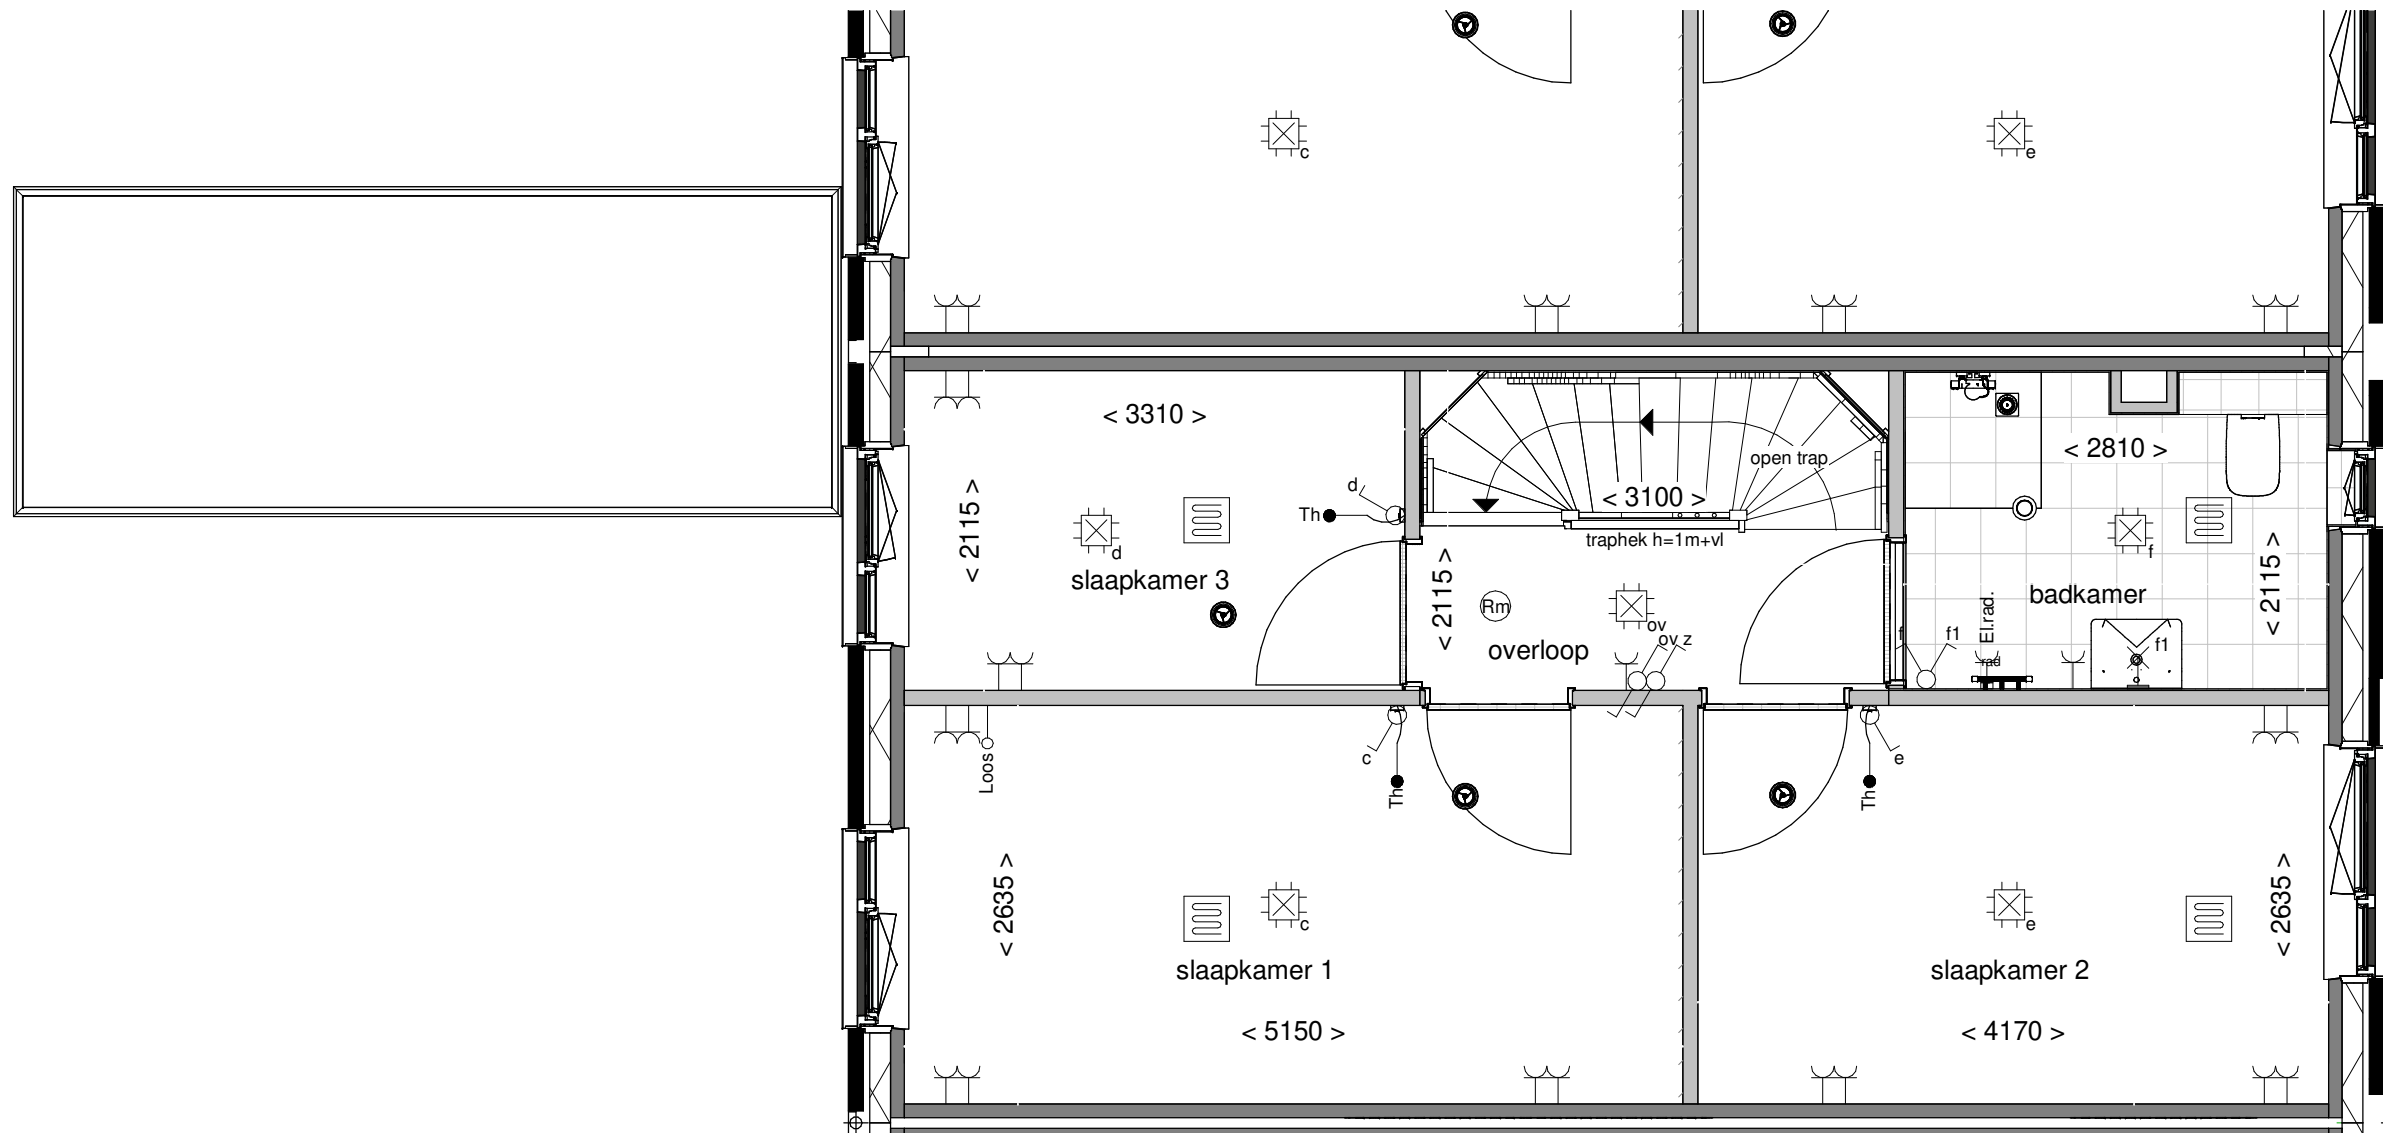 c
e
< 3310 >
< 2810 >
open trap
< 3100 >
d
Th
< 2115 >
d
traphek h=1m+vl
f
slaapkamer 3
< 2115 >
Rm
badkamer
< 2115 >
El.rad.
ov
ov z
overloop
f
f1
f1
rad
Loos
c
Th
e
Th
< 2635 >
c
e
< 2635 >
slaapkamer 1
slaapkamer 2
< 5150 >
< 4170 >